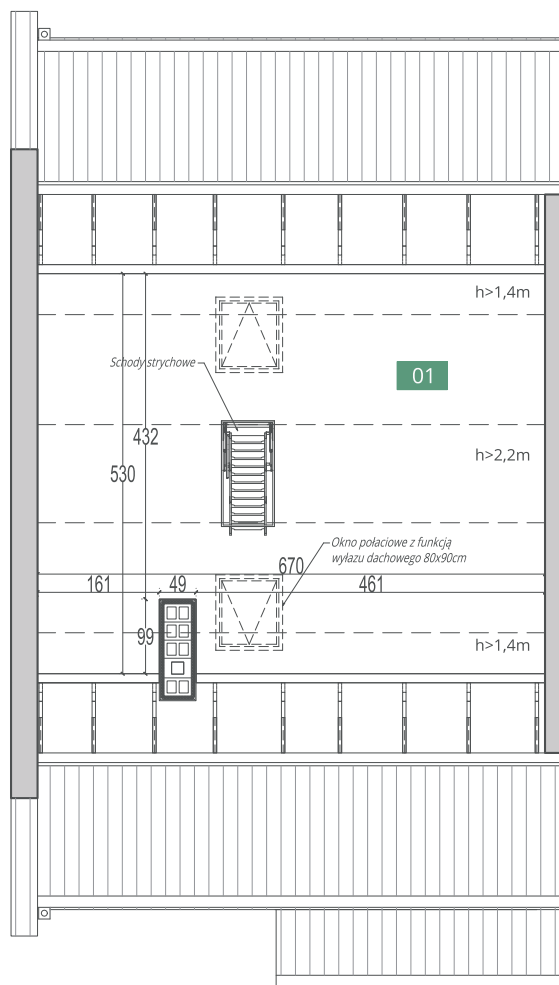 h>1,4m
Schody strychowe
01
432
h>2,2m
530
Okno połaciowe z funkcją
wyłazu dachowego 80x90cm
670
161
49
461
99
h>1,4m